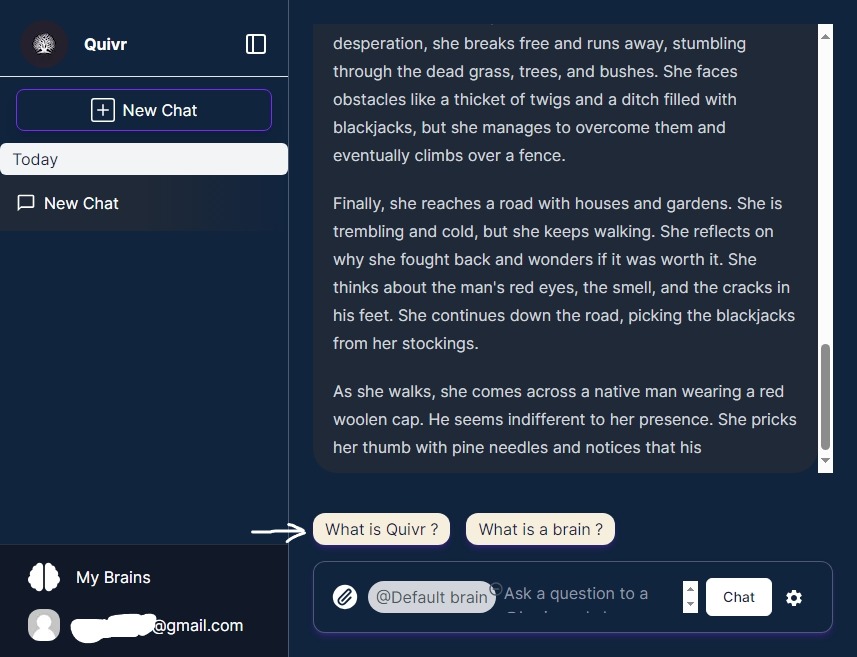 Quivr
New Chat
Today
New Chat
My Brains
@gmail.com
desperation, she breaks free and runs away, stumbling
through the dead grass, trees, and bushes. She faces
obstacles like a thicket of twigs and a ditch filled with
blackjacks, but she manages to overcome them and
eventually climbs over a fence.
Finally, she reaches a road with houses and gardens. She is
trembling and cold, but she keeps walking. She reflects on
why she fought back and wonders if it was worth it. She
thinks about the man's red eyes, the smell, and the cracks in
his feet. She continues down the road, picking the blackjacks
from her stockings.
As she walks, she comes across a native man wearing a red
woolen cap. He seems indifferent to her presence. She pricks
her thumb with pine needles and notices that his
What is Quivr ?
What is a brain ?
@Default brain
Ask a question to a
Chat